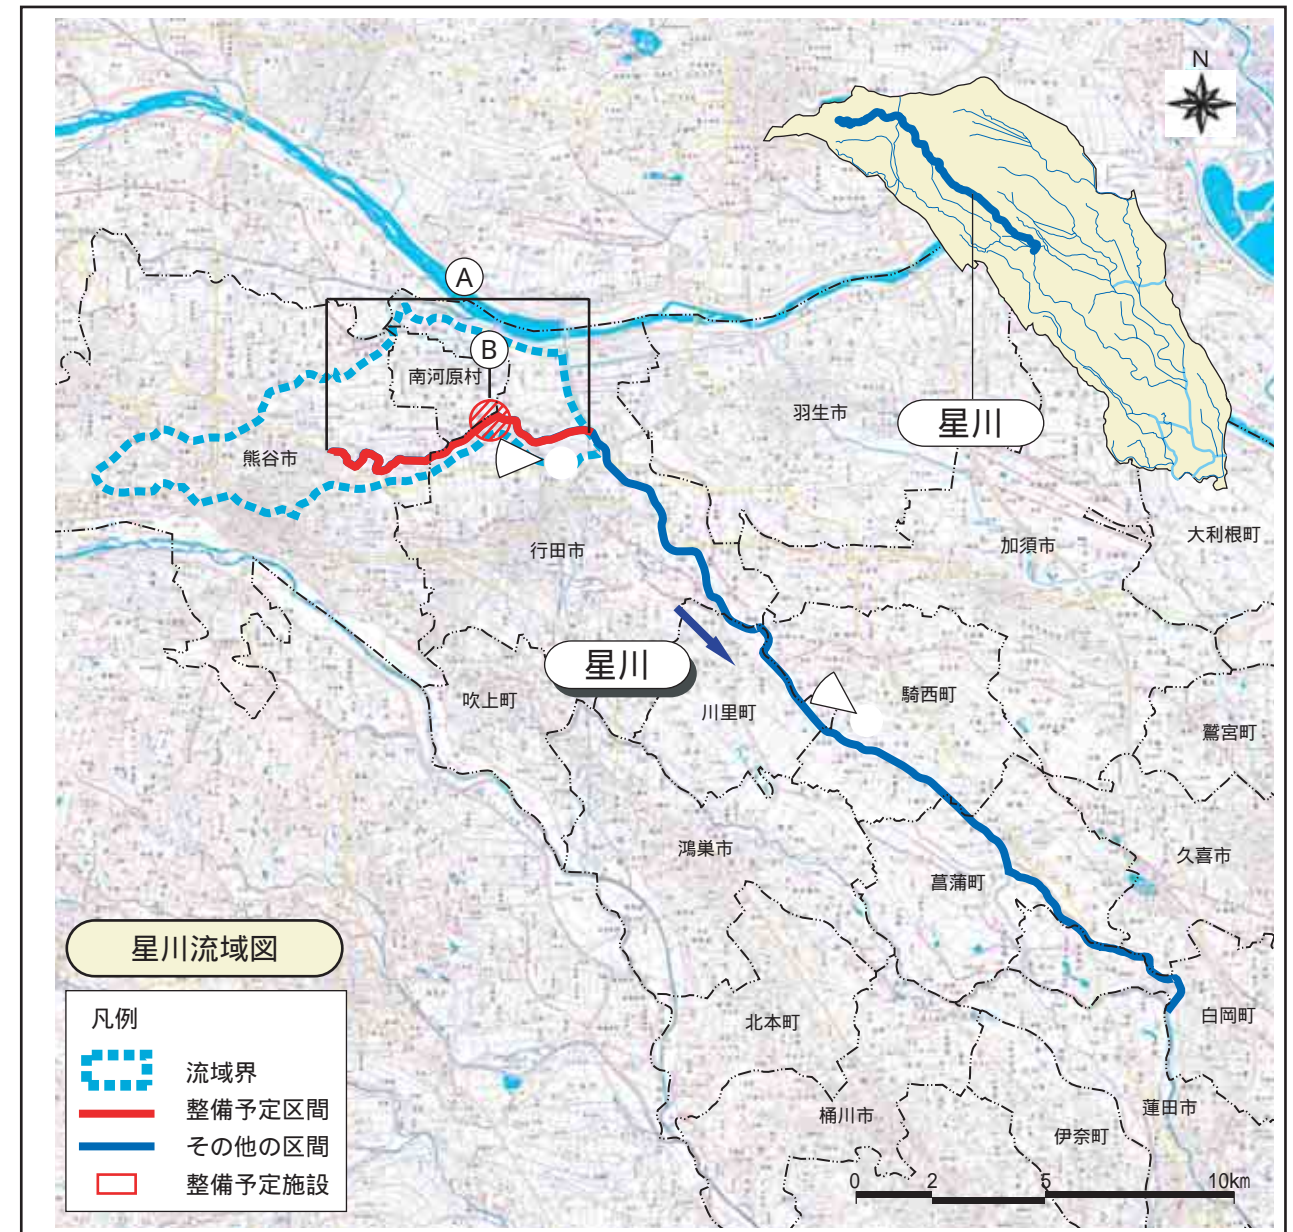 N
A
B
南河原村
羽生市
星川
熊谷市
行田市
加須市
大利根町
星川
吹上町
川里町
騎西町
鷲宮町
鴻巣市
久喜市
菖蒲町
星川流域図
北本町
白岡町
桶川市
伊奈町
蓮田市
凡例
流域界
整備予定区間
その他の区間
整備予定施設
0 2 5 10km